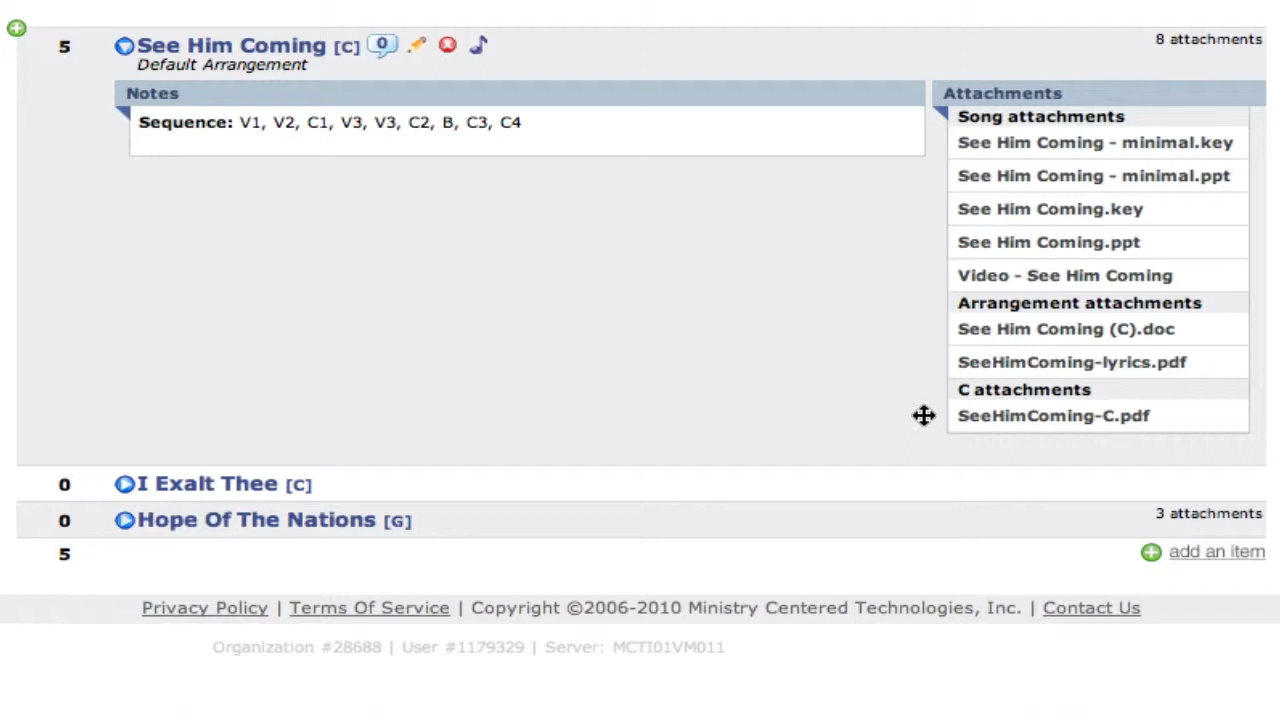 5 See Him Coming [C] 0 8 attachments
Default Arrangement
Notes
Sequence: V1, V2, C1, V3, V3, C2, B, C3, C4
Attachments
Song attachments
See Him Coming - minimal.key
See Him Coming - minimal.ppt
See Him Coming.key
See Him Coming.ppt
Video - See Him Coming
Arrangement attachments
See Him Coming (C).doc
SeeHimComing-lyrics.pdf
C attachments
SeeHimComing-C.pdf
0 I Exalt Thee [C]
0 Hope Of The Nations [G] 3 attachments
5 add an item
Privacy Policy | Terms Of Service | Copyright ©2006-2010 Ministry Centered Technologies, Inc. | Contact Us
Organization #28688 | User #1179329 | Server: MCTI01VM011